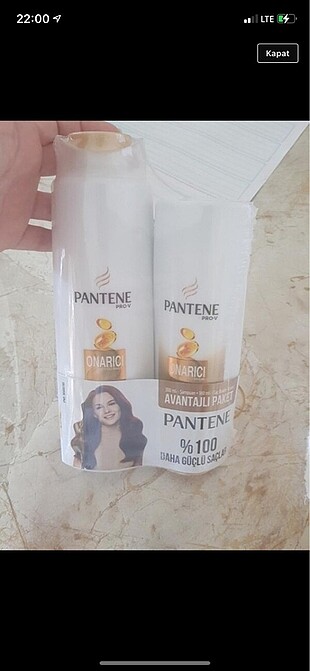 22:00
LTE
Kapat
PANTENE
PRO-V
ONARICI
PANTENE
PRO-V
ONARICI
AVANTAJLI PAKET
PANTENE
%100
DAHA GÜÇLÜ SAÇLAR